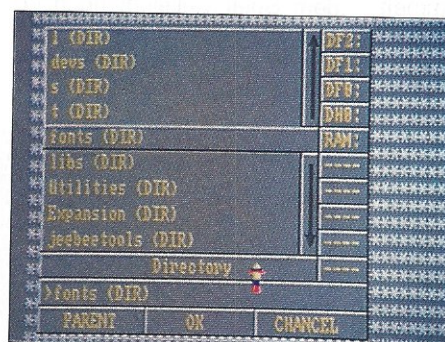 l (DIR) DF2:
devs (DIR) DF1:
s (DIR) DF0:
t (DIR) DH0:
fonts (DIR) RAM:
libs (DIR) ----
Utilities (DIR) ----
Expansion (DIR) ----
jeebeetools (DIR)
Directory ----
>fonts (DIR)
PARENT OK CHANCEL